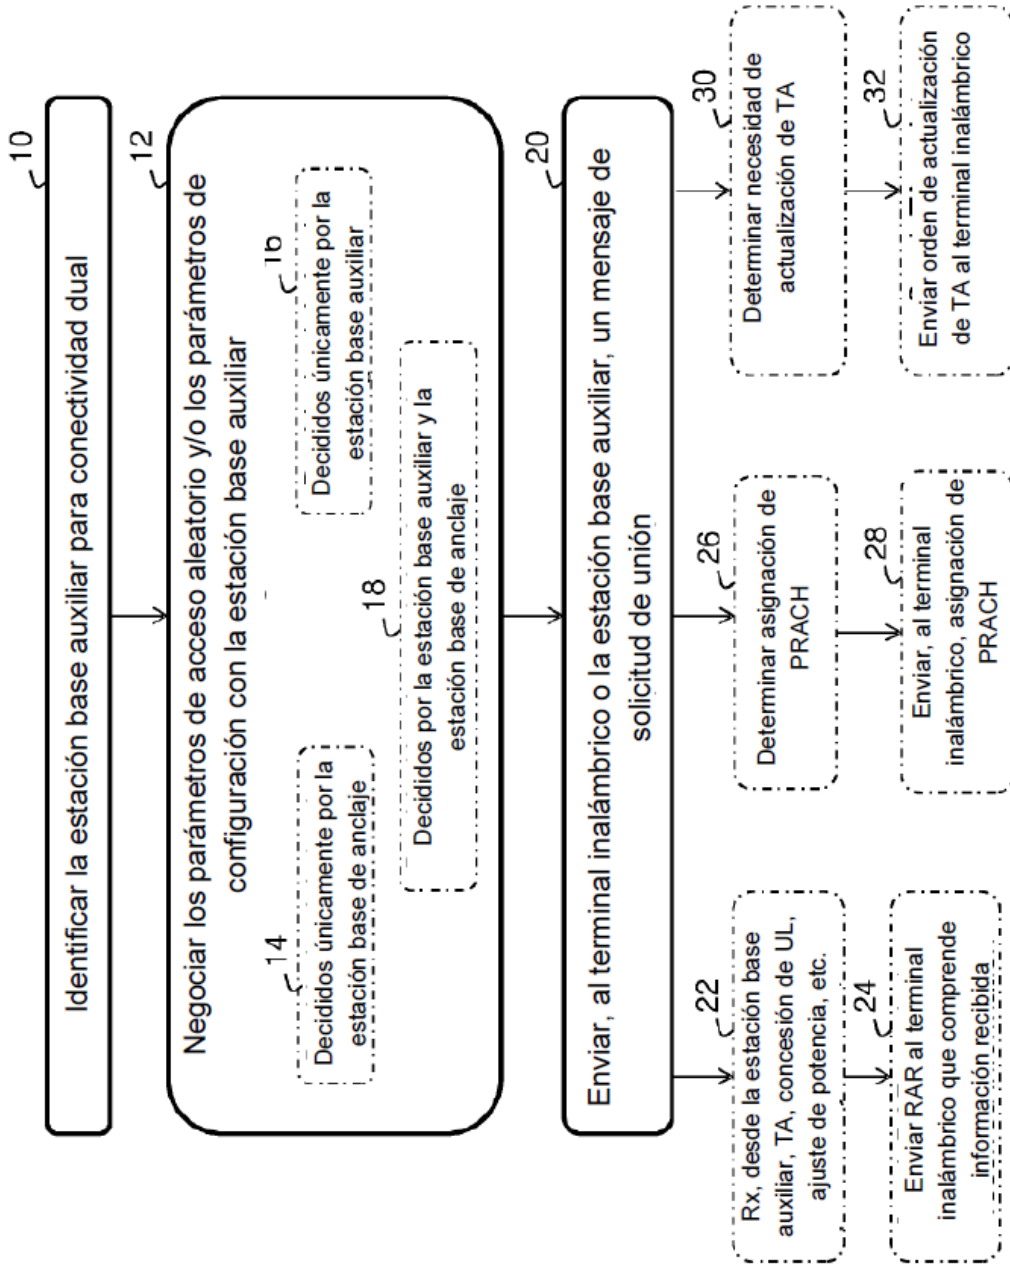 10
Identificar la estación base auxiliar para conectividad dual
12
Negociar los parámetros de acceso aleatorio y/o los parámetros de
configuración con la estación base auxiliar
14
Decididos únicamente por la
estación base de anclaje
16
Decididos únicamente por la
estación base auxiliar
18
Decididos por la estación base auxiliar y la
estación base de anclaje
20
Enviar, al terminal inalámbrico o la estación base auxiliar, un mensaje de
solicitud de unión
22
Rx, desde la estación base
auxiliar, TA, concesión de UL,
ajuste de potencia, etc.
24
Enviar RAR al terminal
inalámbrico que comprende
información recibida
26
Determinar asignación de
PRACH
28
Enviar, al terminal
inalámbrico, asignación de
PRACH
30
Determinar necesidad de
actualización de TA
32
Enviar orden de actualización
de TA al terminal inalámbrico